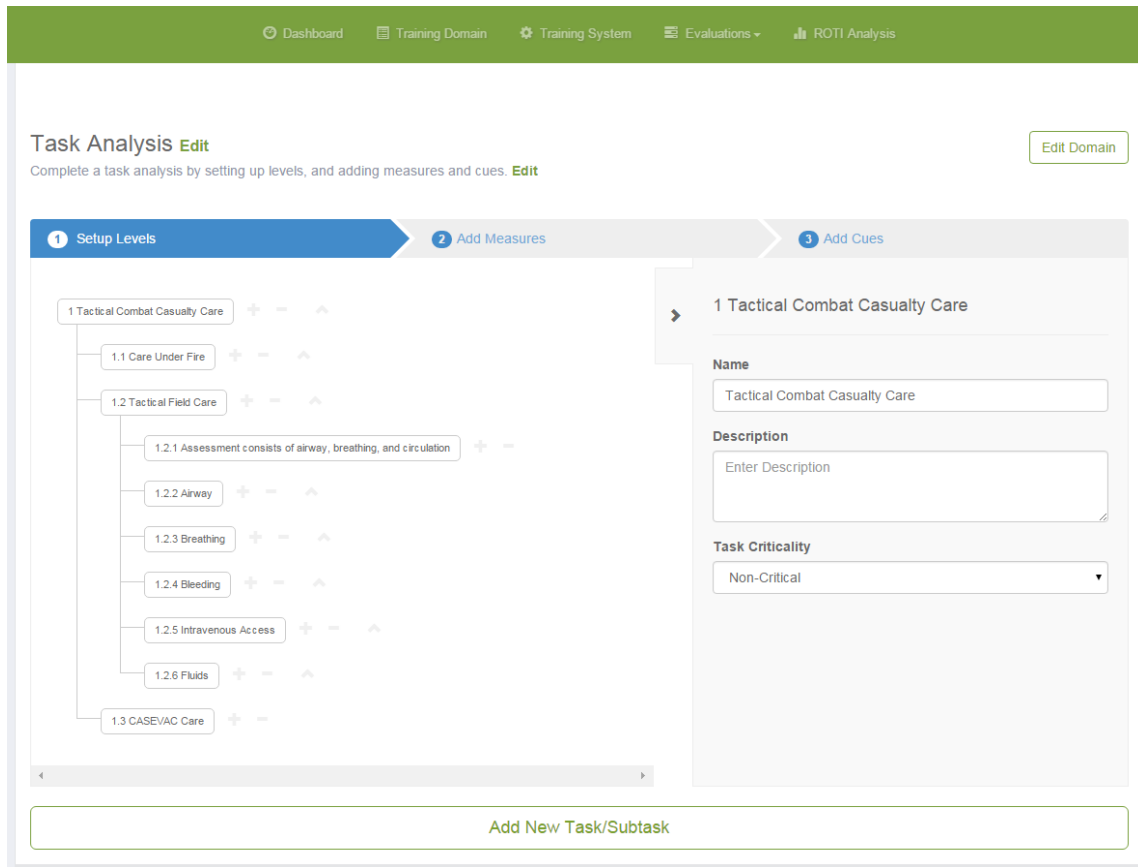 Dashboard Training Domain Training System Evaluations ROTI Analysis
Task Analysis Edit
Edit Domain
Complete a task analysis by setting up levels, and adding measures and cues. Edit
1 Setup Levels
2 Add Measures
3 Add Cues
1 Tactical Combat Casualty Care
1.1 Care Under Fire
1.2 Tactical Field Care
1.2.1 Assessment consists of airway, breathing, and circulation
1.2.2 Airway
1.2.3 Breathing
1.2.4 Bleeding
1.2.5 Intravenous Access
1.2.6 Fluids
1.3 CASEVAC Care
1 Tactical Combat Casualty Care
Name
Tactical Combat Casualty Care
Description
Enter Description
Task Criticality
Non-Critical
Add New Task/Subtask